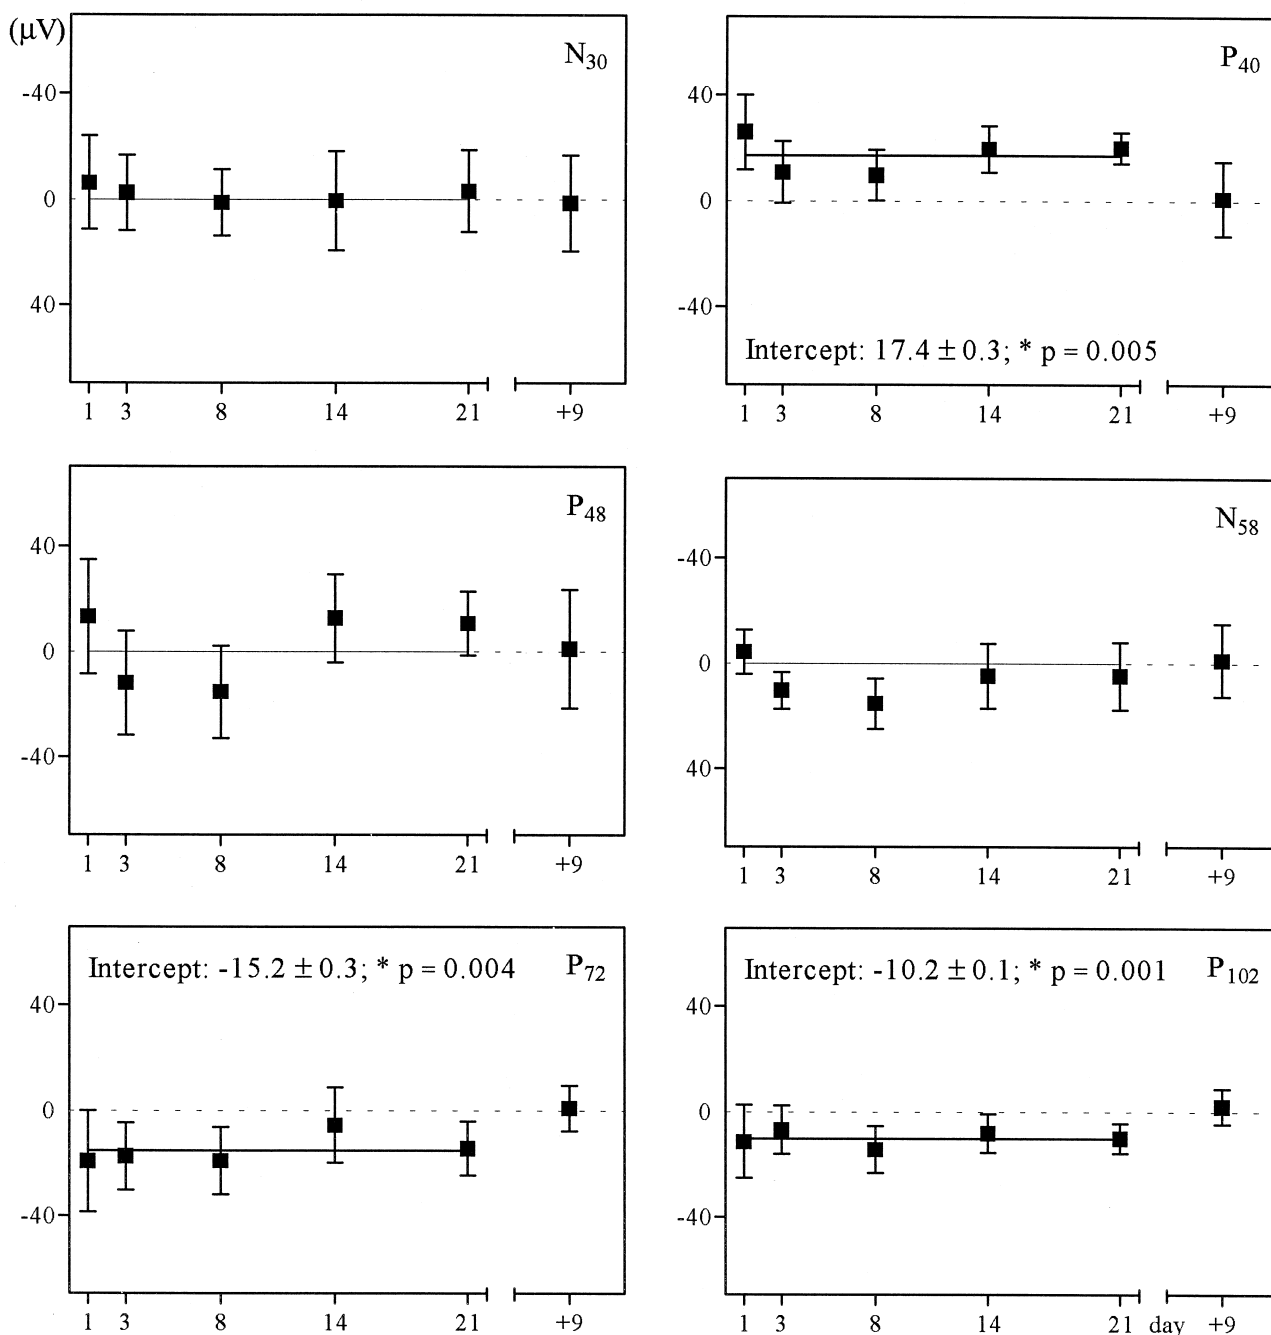 (μV)
N30
-40
0
40
1 3 8 14 21 +9
P40
40
0
-40
Intercept: 17.4 ± 0.3; * p = 0.005
1 3 8 14 21 +9
P48
40
0
-40
1 3 8 14 21 +9
N58
-40
0
40
1 3 8 14 21 +9
Intercept: -15.2 ± 0.3; * p = 0.004 P72
40
0
-40
1 3 8 14 21 +9
Intercept: -10.2 ± 0.1; * p = 0.001 P102
40
0
-40
1 3 8 14 21 day +9